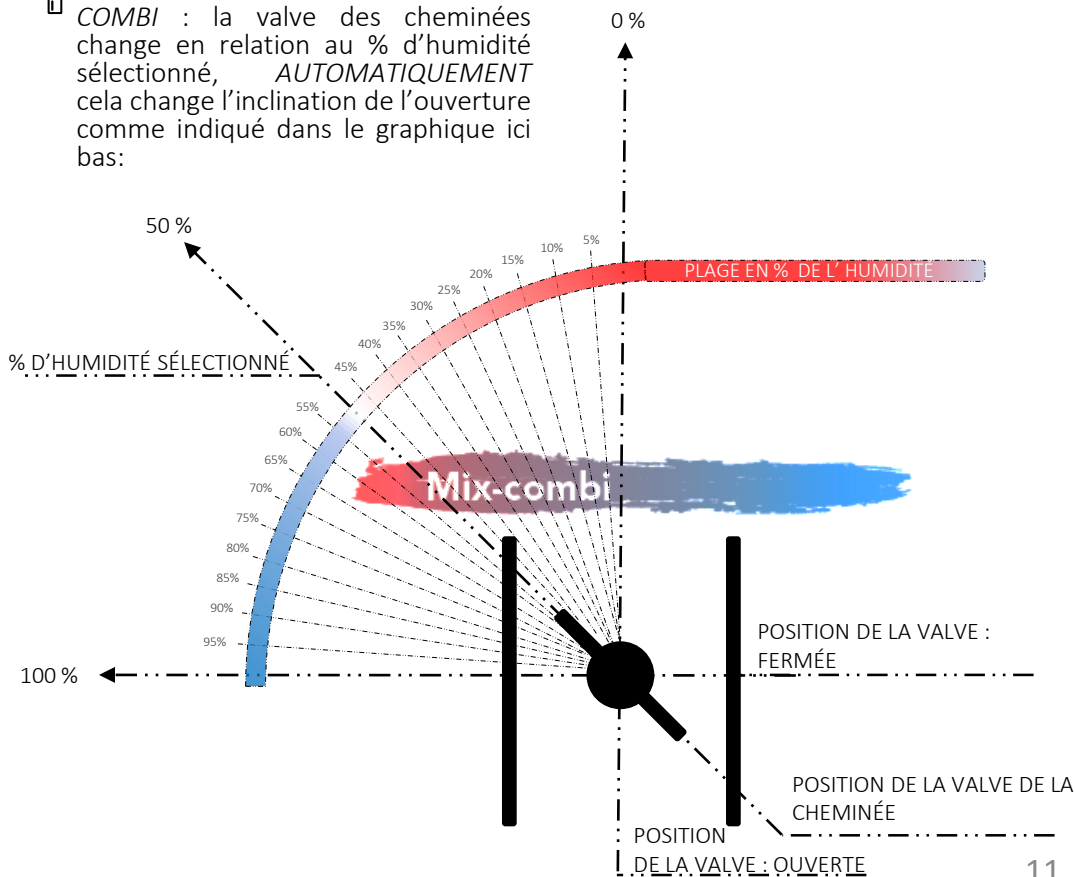 COMBI : la valve des cheminées
change en relation au % d'humidité
sélectionné, AUTOMATIQUEMENT
cela change l'inclination de l'ouverture
comme indiqué dans le graphique ici
bas:
0 %
50 %
5%
10%
15%
20%
25%
30%
35%
40%
45%
PLAGE EN % DE L' HUMIDITÉ
% D'HUMIDITÉ SÉLECTIONNÉ
55%
60%
65%
70%
75%
80%
85%
90%
95%
Mix-combi
100 %
POSITION DE LA VALVE :
FERMÉE
POSITION DE LA VALVE DE LA
CHEMINÉE
POSITION
DE LA VALVE : OUVERTE
11